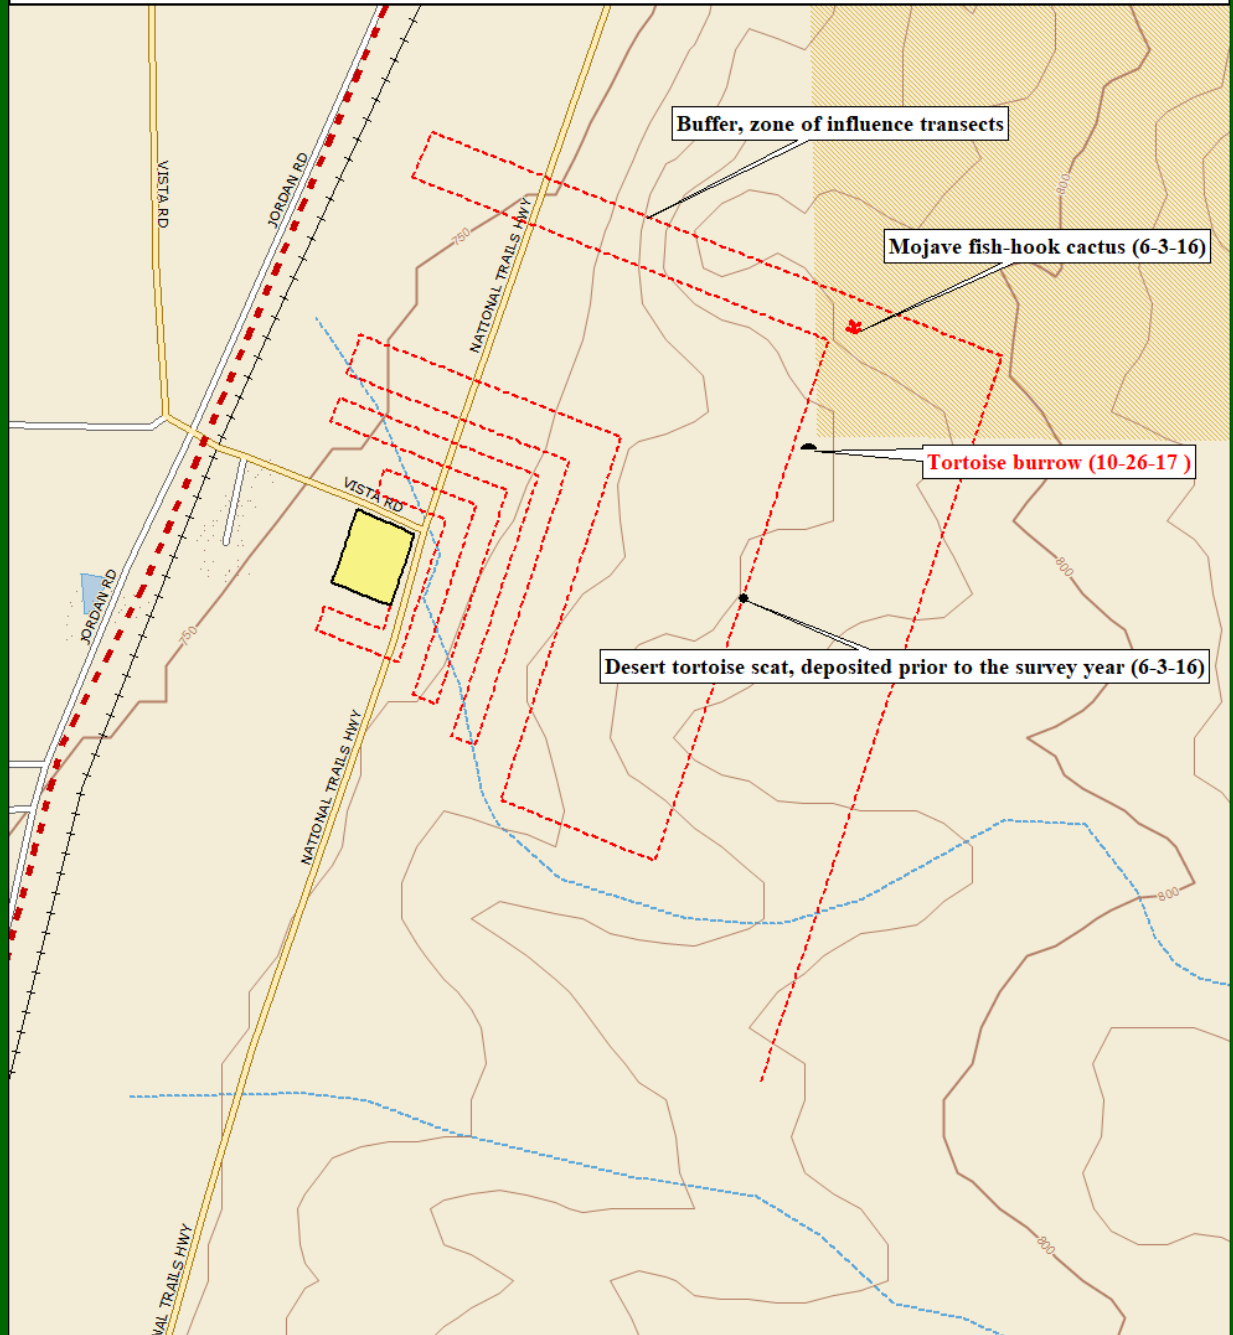 Buffer, zone of influence transects
JORDAN RD
VISTA RD
800
NATIONAL TRAILS HWY
750
Mojave fish-hook cactus (6-3-16)
Tortoise burrow (10-26-17 )
VISTA RD
800
JORDAN RD
750
Desert tortoise scat, deposited prior to the survey year (6-3-16)
NATIONAL TRAILS HWY
800
800
NAL TRAILS HWY